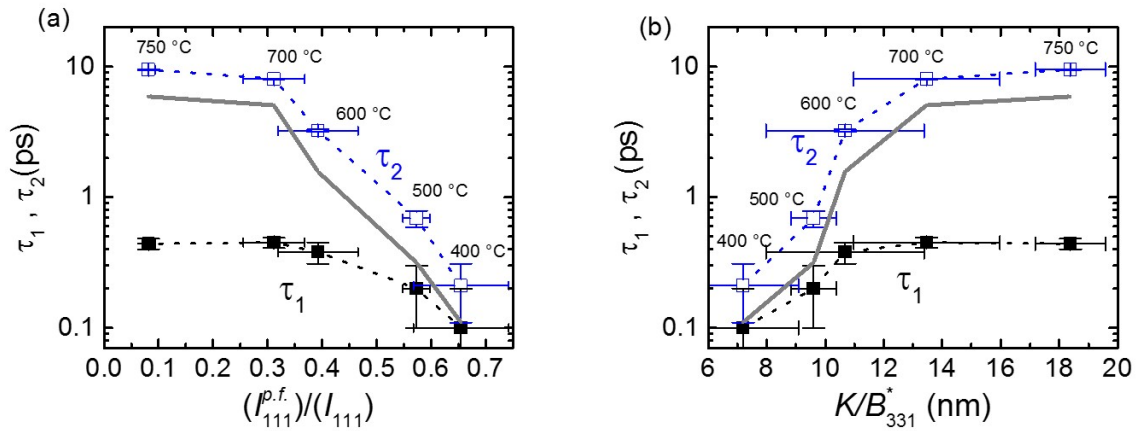 (a)
τ₁ , τ₂(ps)
10
1
0.1
750 °C
700 °C
600 °C
500 °C
400 °C
τ₂
τ₁
0.0 0.1 0.2 0.3 0.4 0.5 0.6 0.7
(I₁₁₁^{p.f.})/(I₁₁₁)
(b)
τ₁ , τ₂(ps)
10
1
0.1
750 °C
700 °C
600 °C
500 °C
400 °C
τ₂
τ₁
6 8 10 12 14 16 18 20
K/B*₃₃₁ (nm)